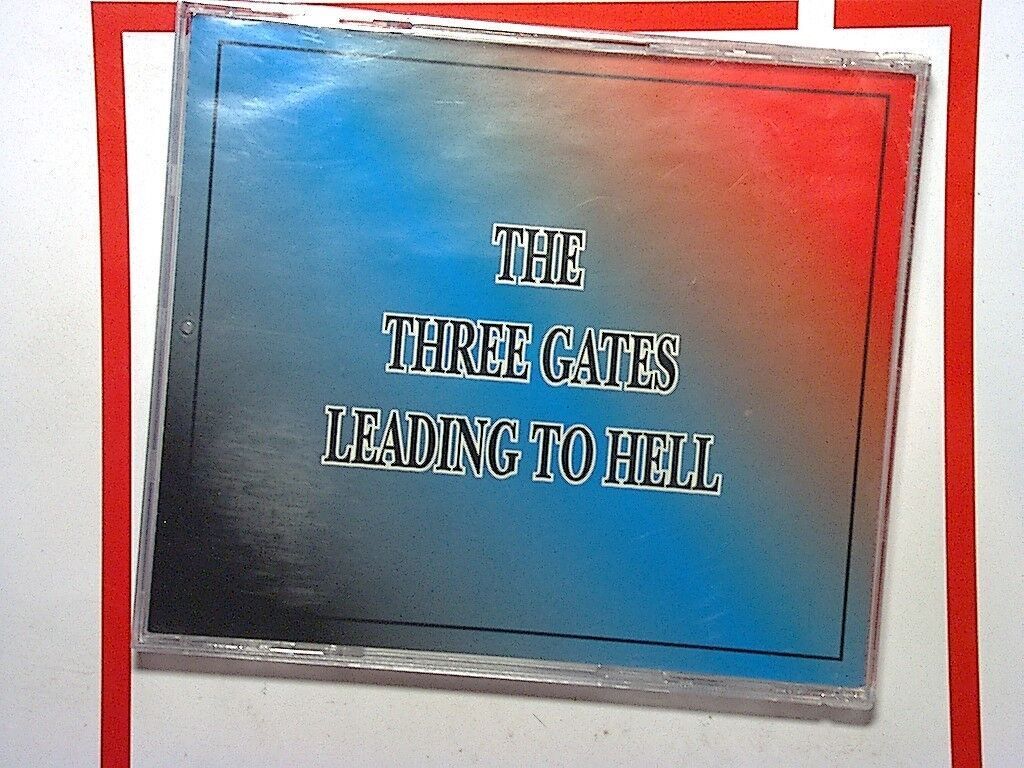 THE
THREE GATES
LEADING TO HELL